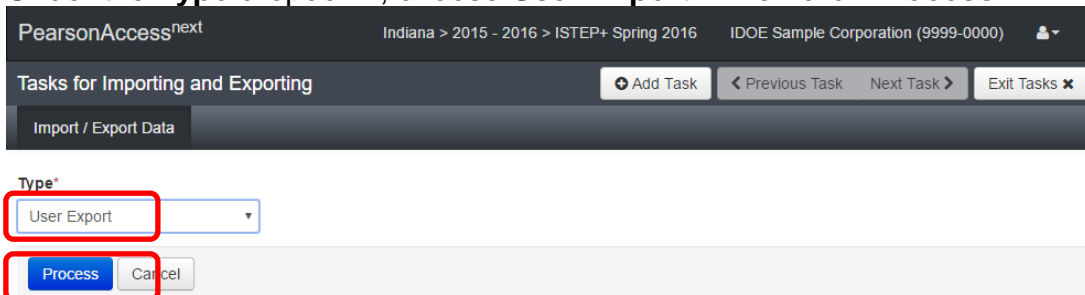 PearsonAccessnext Indiana > 2015 - 2016 > ISTEP+ Spring 2016 IDOE Sample Corporation (9999-0000)
Tasks for Importing and Exporting Add Task Previous Task Next Task Exit Tasks
Import / Export Data
Type*
User Export
Process Cancel